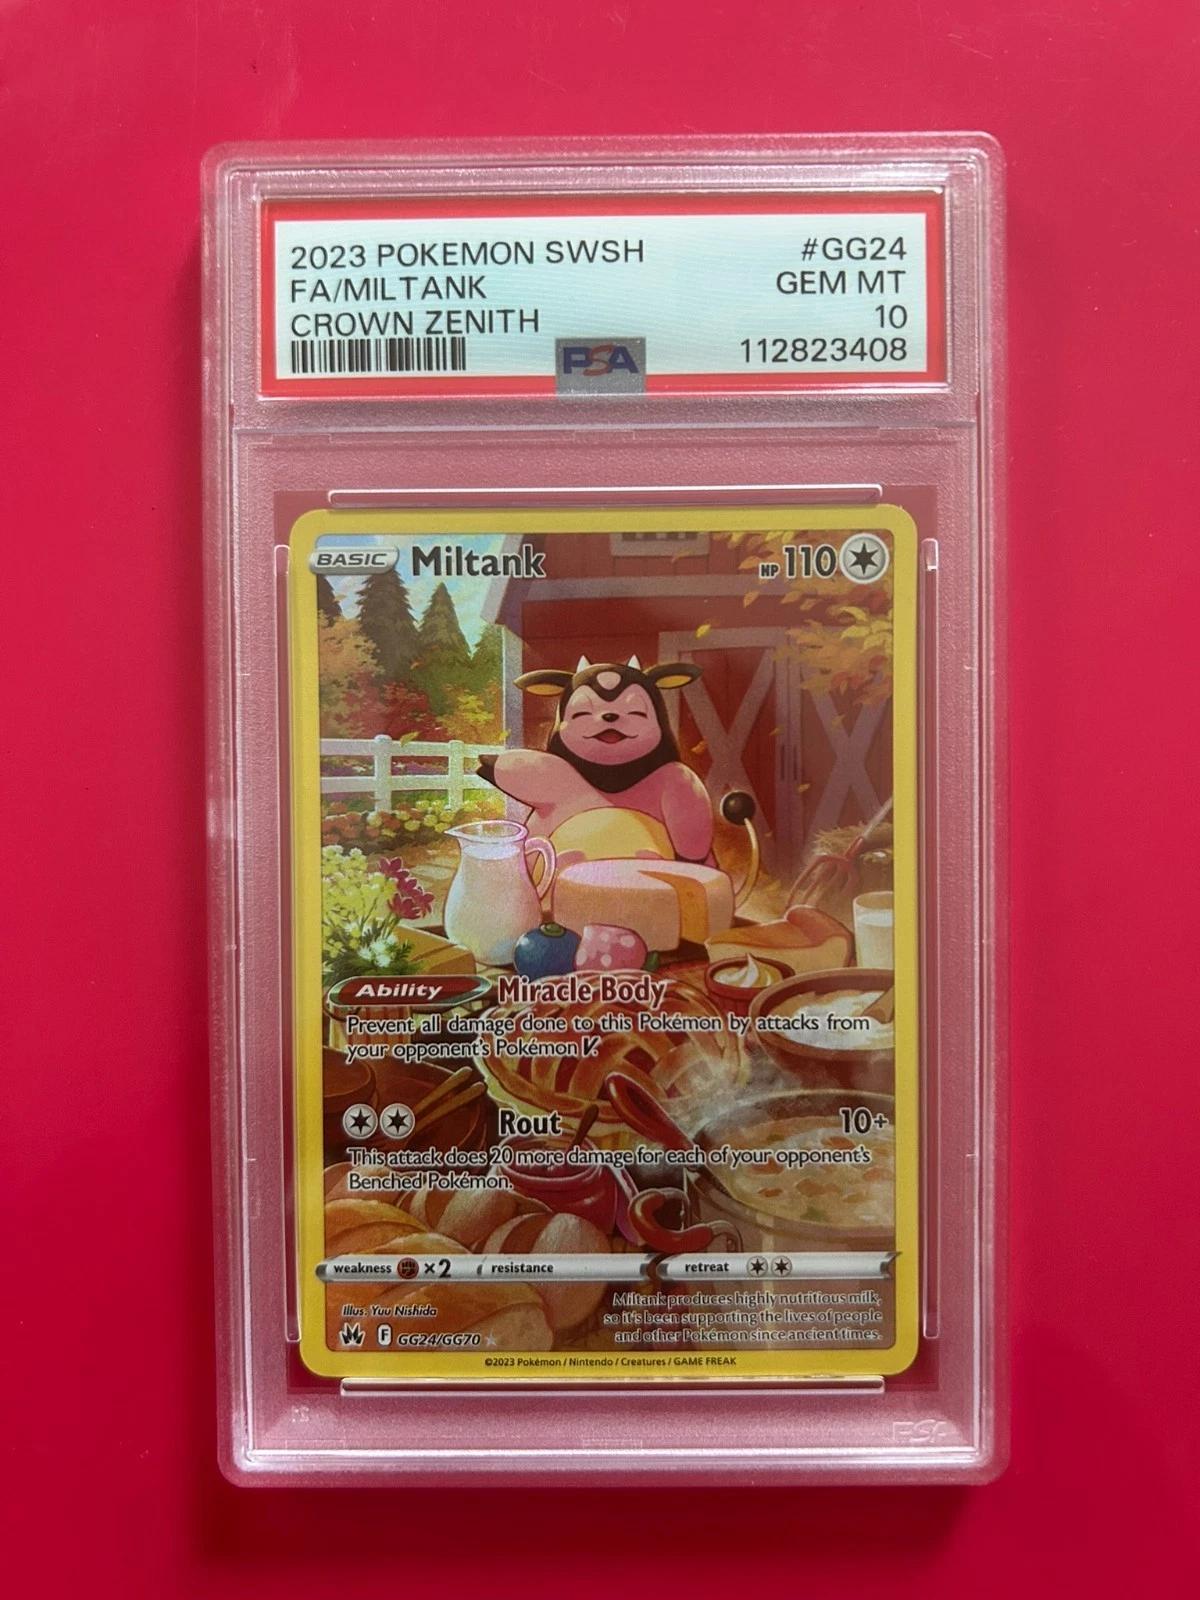 2023 POKEMON SWSH #GG24
FA/MILTANK GEM MT
CROWN ZENITH 10
PSA 112823408
BASIC Miltank HP 110
Ability Miracle Body
Prevent all damage done to this Pokémon by attacks from
your opponent's Pokémon V.
Rout 10+
This attack does 20 more damage for each of your opponent's
Benched Pokémon.
weakness ×2 resistance retreat
Illus. Yuu Nishida
F GG24/GG70
Miltank produces highly nutritious milk,
so it's been supporting the lives of people
and other Pokémon since ancient times.
©2023 Pokémon / Nintendo / Creatures / GAME FREAK
PSA